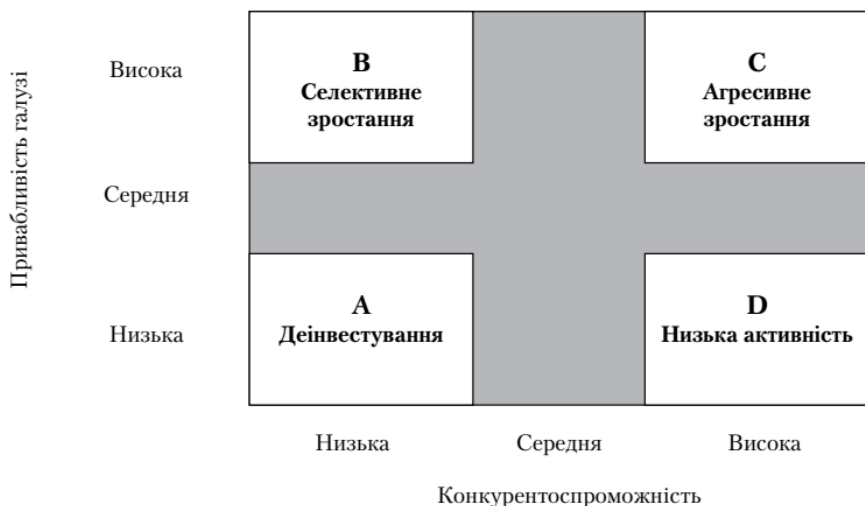 Привабливість галузі
Висока
B
Селективне
зростання
C
Агресивне
зростання
Середня
Низька
A
Деінвестування
D
Низька активність
Низька
Середня
Висока
Конкурентоспроможність